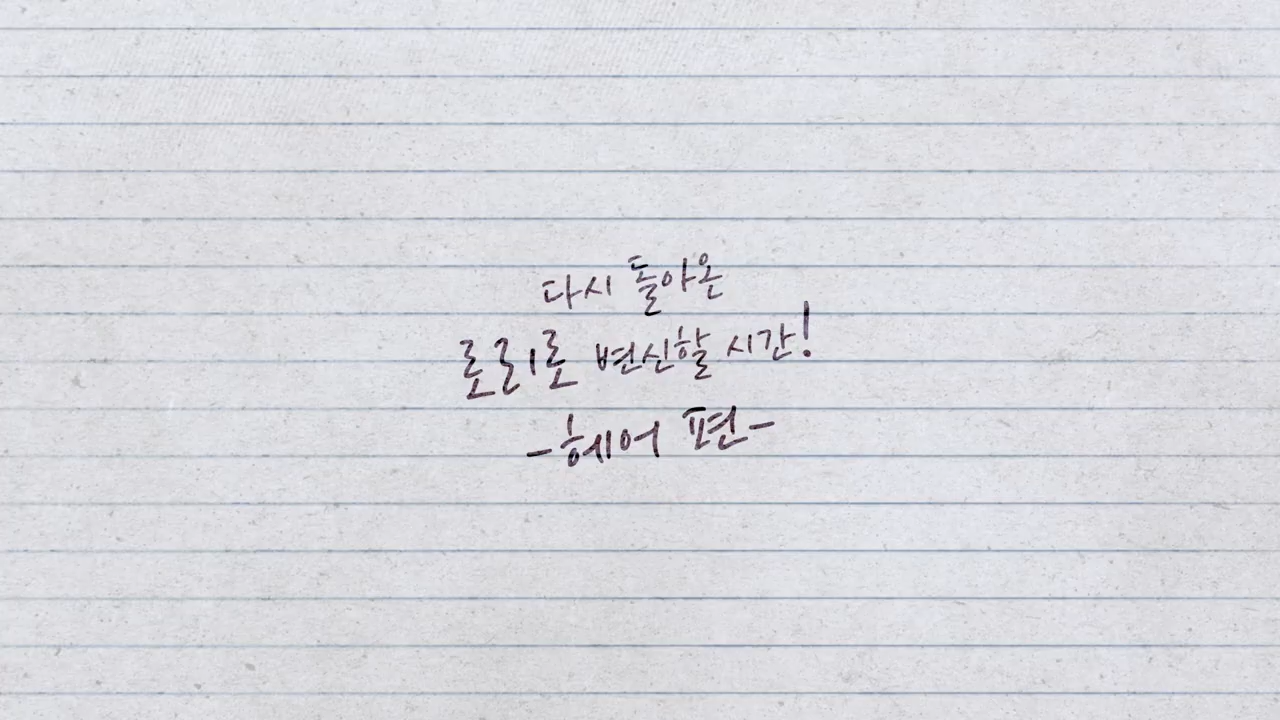 다시 돌아온
로리로 변신할 시간!
-헤어 편-